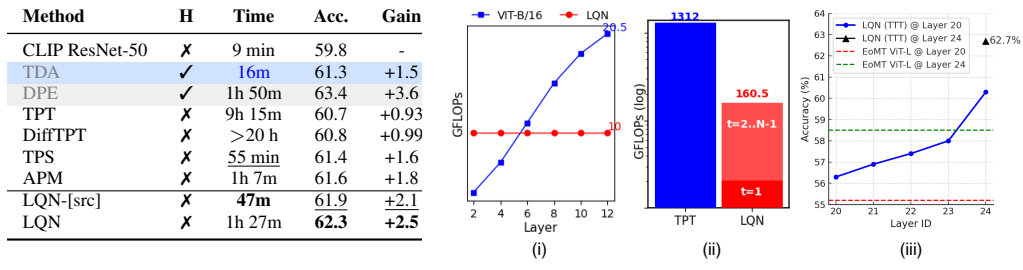 Method H Time Acc. Gain
CLIP ResNet-50 ✗ 9 min 59.8 -
TDA ✓ 16m 61.3 +1.5
DPE ✓ 1h 50m 63.4 +3.6
TPT ✗ 9h 15m 60.7 +0.93
DiffTPT ✗ >20 h 60.8 +0.99
TPS ✗ 55 min 61.4 +1.6
APM ✗ 1h 7m 61.6 +1.8
LQN-[src] ✗ 47m 61.9 +2.1
LQN ✗ 1h 27m 62.3 +2.5
VIT-B/16 LQN
20.5
10
GFLOPs
2 4 6 8 10 12
Layer
(i)
1312
160.5
t=2..N-1
t=1
GFLOPs (log)
TPT LQN
(ii)
LQN (TTT) @ Layer 20
LQN (TTT) @ Layer 24
EoMT ViT-L @ Layer 20
EoMT ViT-L @ Layer 24
62.7%
Accuracy (%)
64
63
62
61
60
59
58
57
56
55
20 21 22 23 24
Layer ID
(iii)